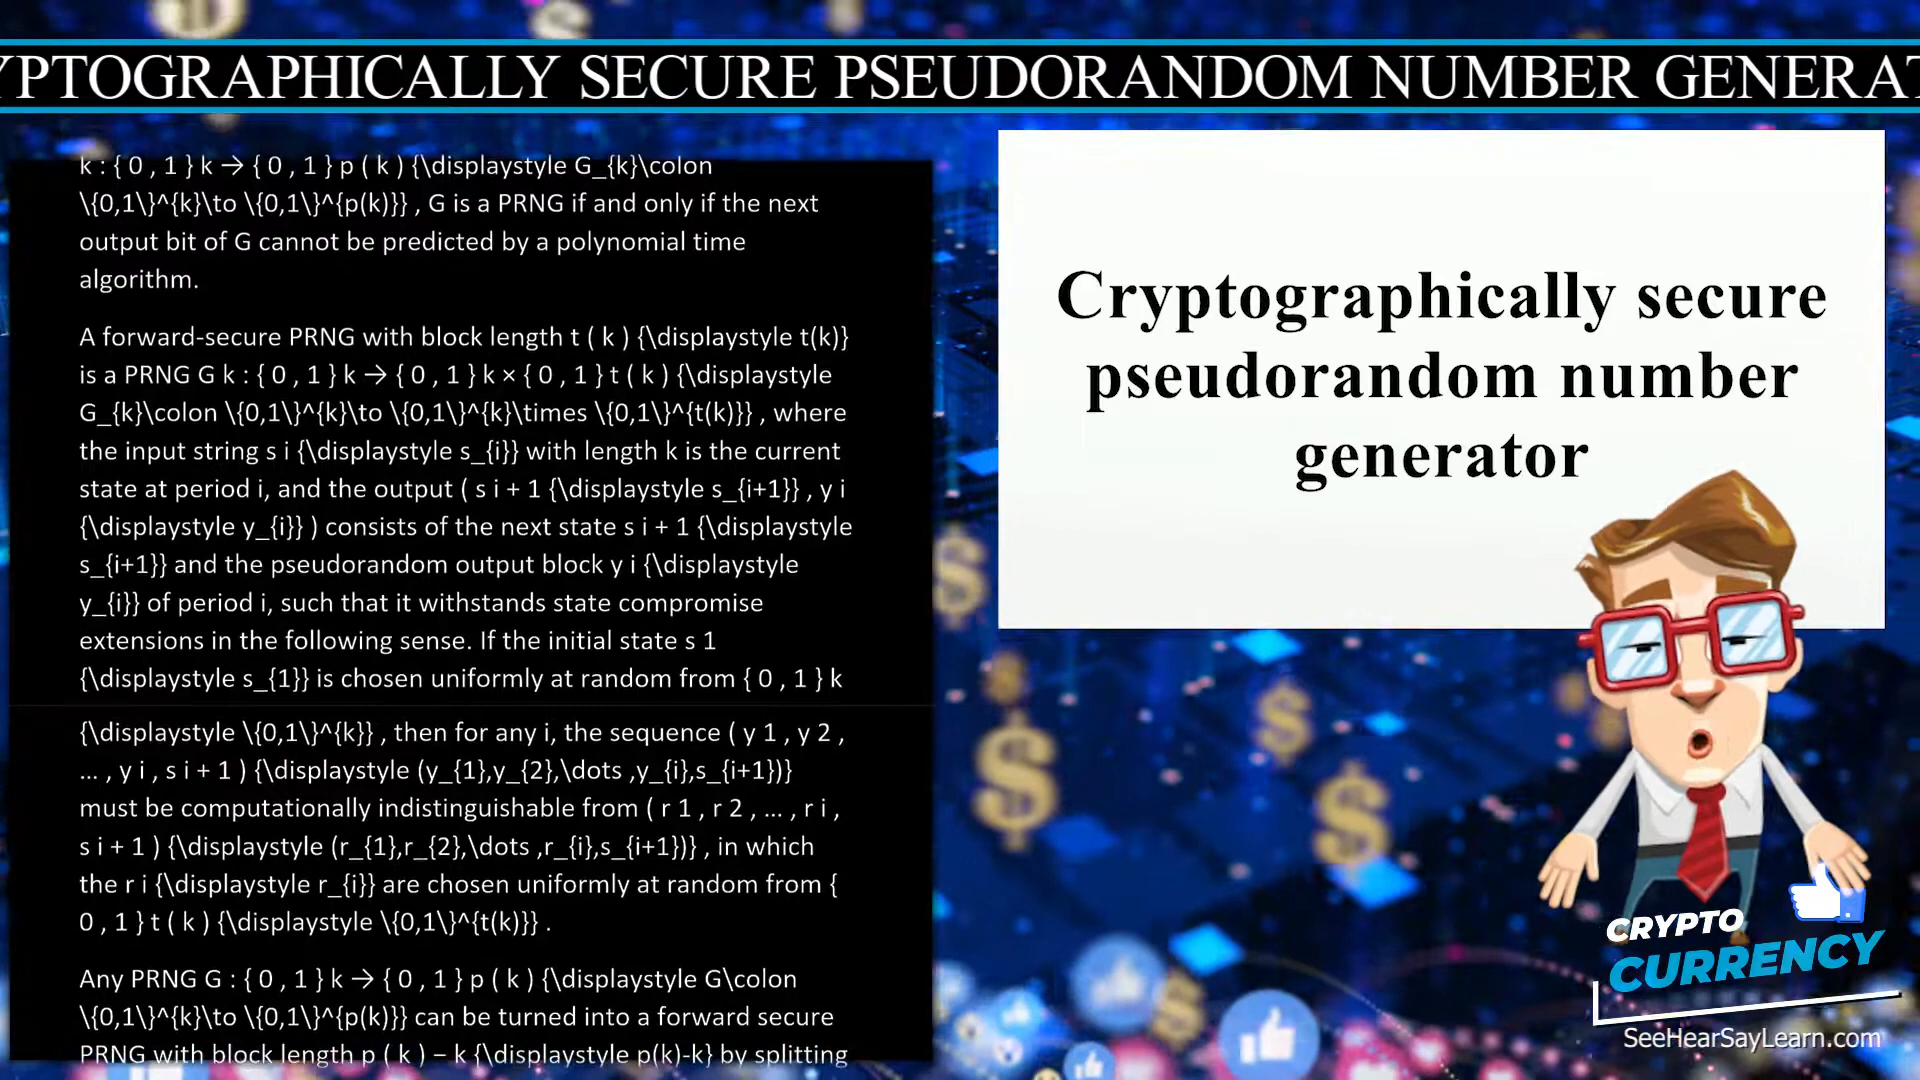 YPTOGRAPHICALLY SECURE PSEUDORANDOM NUMBER GENERAT
k : { 0 , 1 } k → { 0 , 1 } p ( k ) {\displaystyle G_{k}\colon
\{0,1\}^{k}\to \{0,1\}^{p(k)}} , G is a PRNG if and only if the next
output bit of G cannot be predicted by a polynomial time
algorithm.
A forward-secure PRNG with block length t ( k ) {\displaystyle t(k)}
is a PRNG G k : { 0 , 1 } k → { 0 , 1 } k × { 0 , 1 } t ( k ) {\displaystyle
G_{k}\colon \{0,1\}^{k}\to \{0,1\}^{k}\times \{0,1\}^{t(k)}} , where
the input string s i {\displaystyle s_{i}} with length k is the current
state at period i, and the output ( s i + 1 {\displaystyle s_{i+1}} , y i
{\displaystyle y_{i}} ) consists of the next state s i + 1 {\displaystyle
s_{i+1}} and the pseudorandom output block y i {\displaystyle
y_{i}} of period i, such that it withstands state compromise
extensions in the following sense. If the initial state s 1
{\displaystyle s_{1}} is chosen uniformly at random from { 0 , 1 } k
{\displaystyle \{0,1\}^{k}} , then for any i, the sequence ( y 1 , y 2 ,
… , y i , s i + 1 ) {\displaystyle (y_{1},y_{2},\dots ,y_{i},s_{i+1})}
must be computationally indistinguishable from ( r 1 , r 2 , … , r i ,
s i + 1 ) {\displaystyle (r_{1},r_{2},\dots ,r_{i},s_{i+1})} , in which
the r i {\displaystyle r_{i}} are chosen uniformly at random from {
0 , 1 } t ( k ) {\displaystyle \{0,1\}^{t(k)}} .
Any PRNG G : { 0 , 1 } k → { 0 , 1 } p ( k ) {\displaystyle G\colon
\{0,1\}^{k}\to \{0,1\}^{p(k)}} can be turned into a forward secure
PRNG with block length p ( k ) − k {\displaystyle p(k)-k} by splitting
Cryptographically secure
pseudorandom number
generator
CRYPTO
CURRENCY
SeeHearSayLearn.com